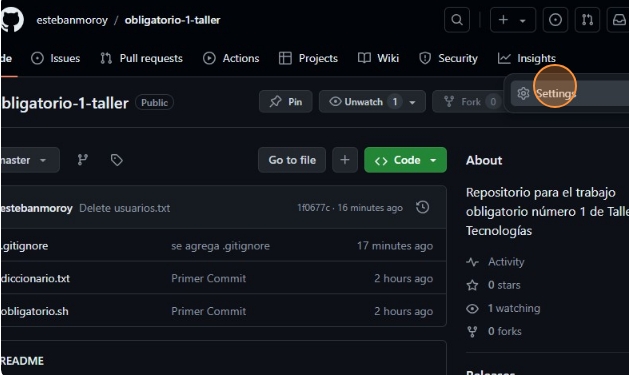 estebanmoroy / obligatorio-1-taller
de Issues Pull requests Actions Projects Wiki Security Insights
Settings
bligatorio-1-taller Public Pin Unwatch 1 Fork 0
master Go to file Code
About
Repositorio para el trabajo
obligatorio número 1 de Talle
Tecnologías
estebanmoroy Delete usuarios.txt 1f0677c · 16 minutes ago
.gitignore se agrega .gitignore 17 minutes ago
diccionario.txt Primer Commit 2 hours ago
obligatorio.sh Primer Commit 2 hours ago
README
Activity
0 stars
1 watching
0 forks
Releases